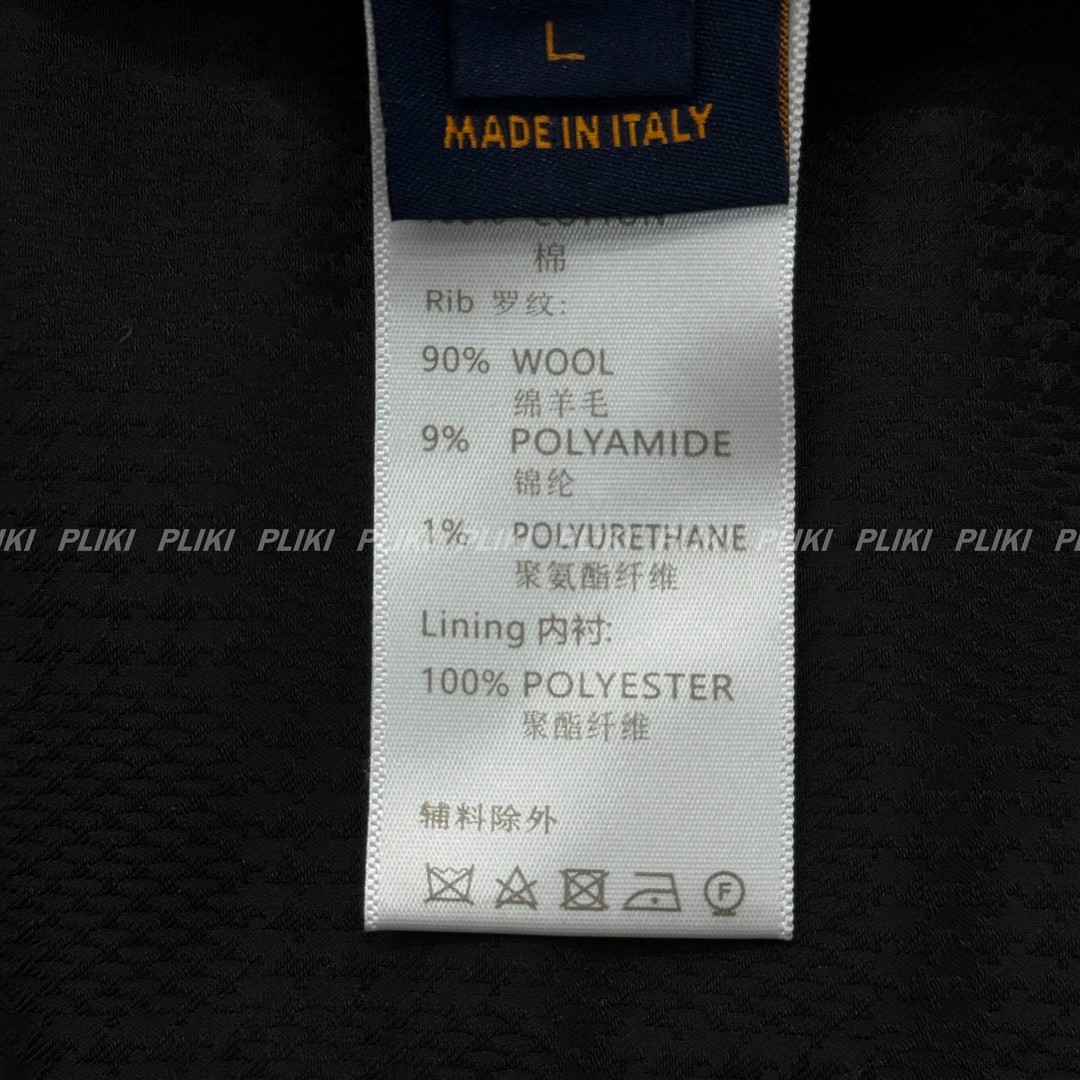 L
MADE IN ITALY
COTTON
棉
Rib 罗纹:
90% WOOL
绵羊毛
9% POLYAMIDE
锦纶
1% POLYURETHANE
聚氨酯纤维
PLIKI PLIKI PLIKI PLIKI PLIKI PLIKI PLIKI
Lining 内衬:
100% POLYESTER
聚酯纤维
辅料除外
F